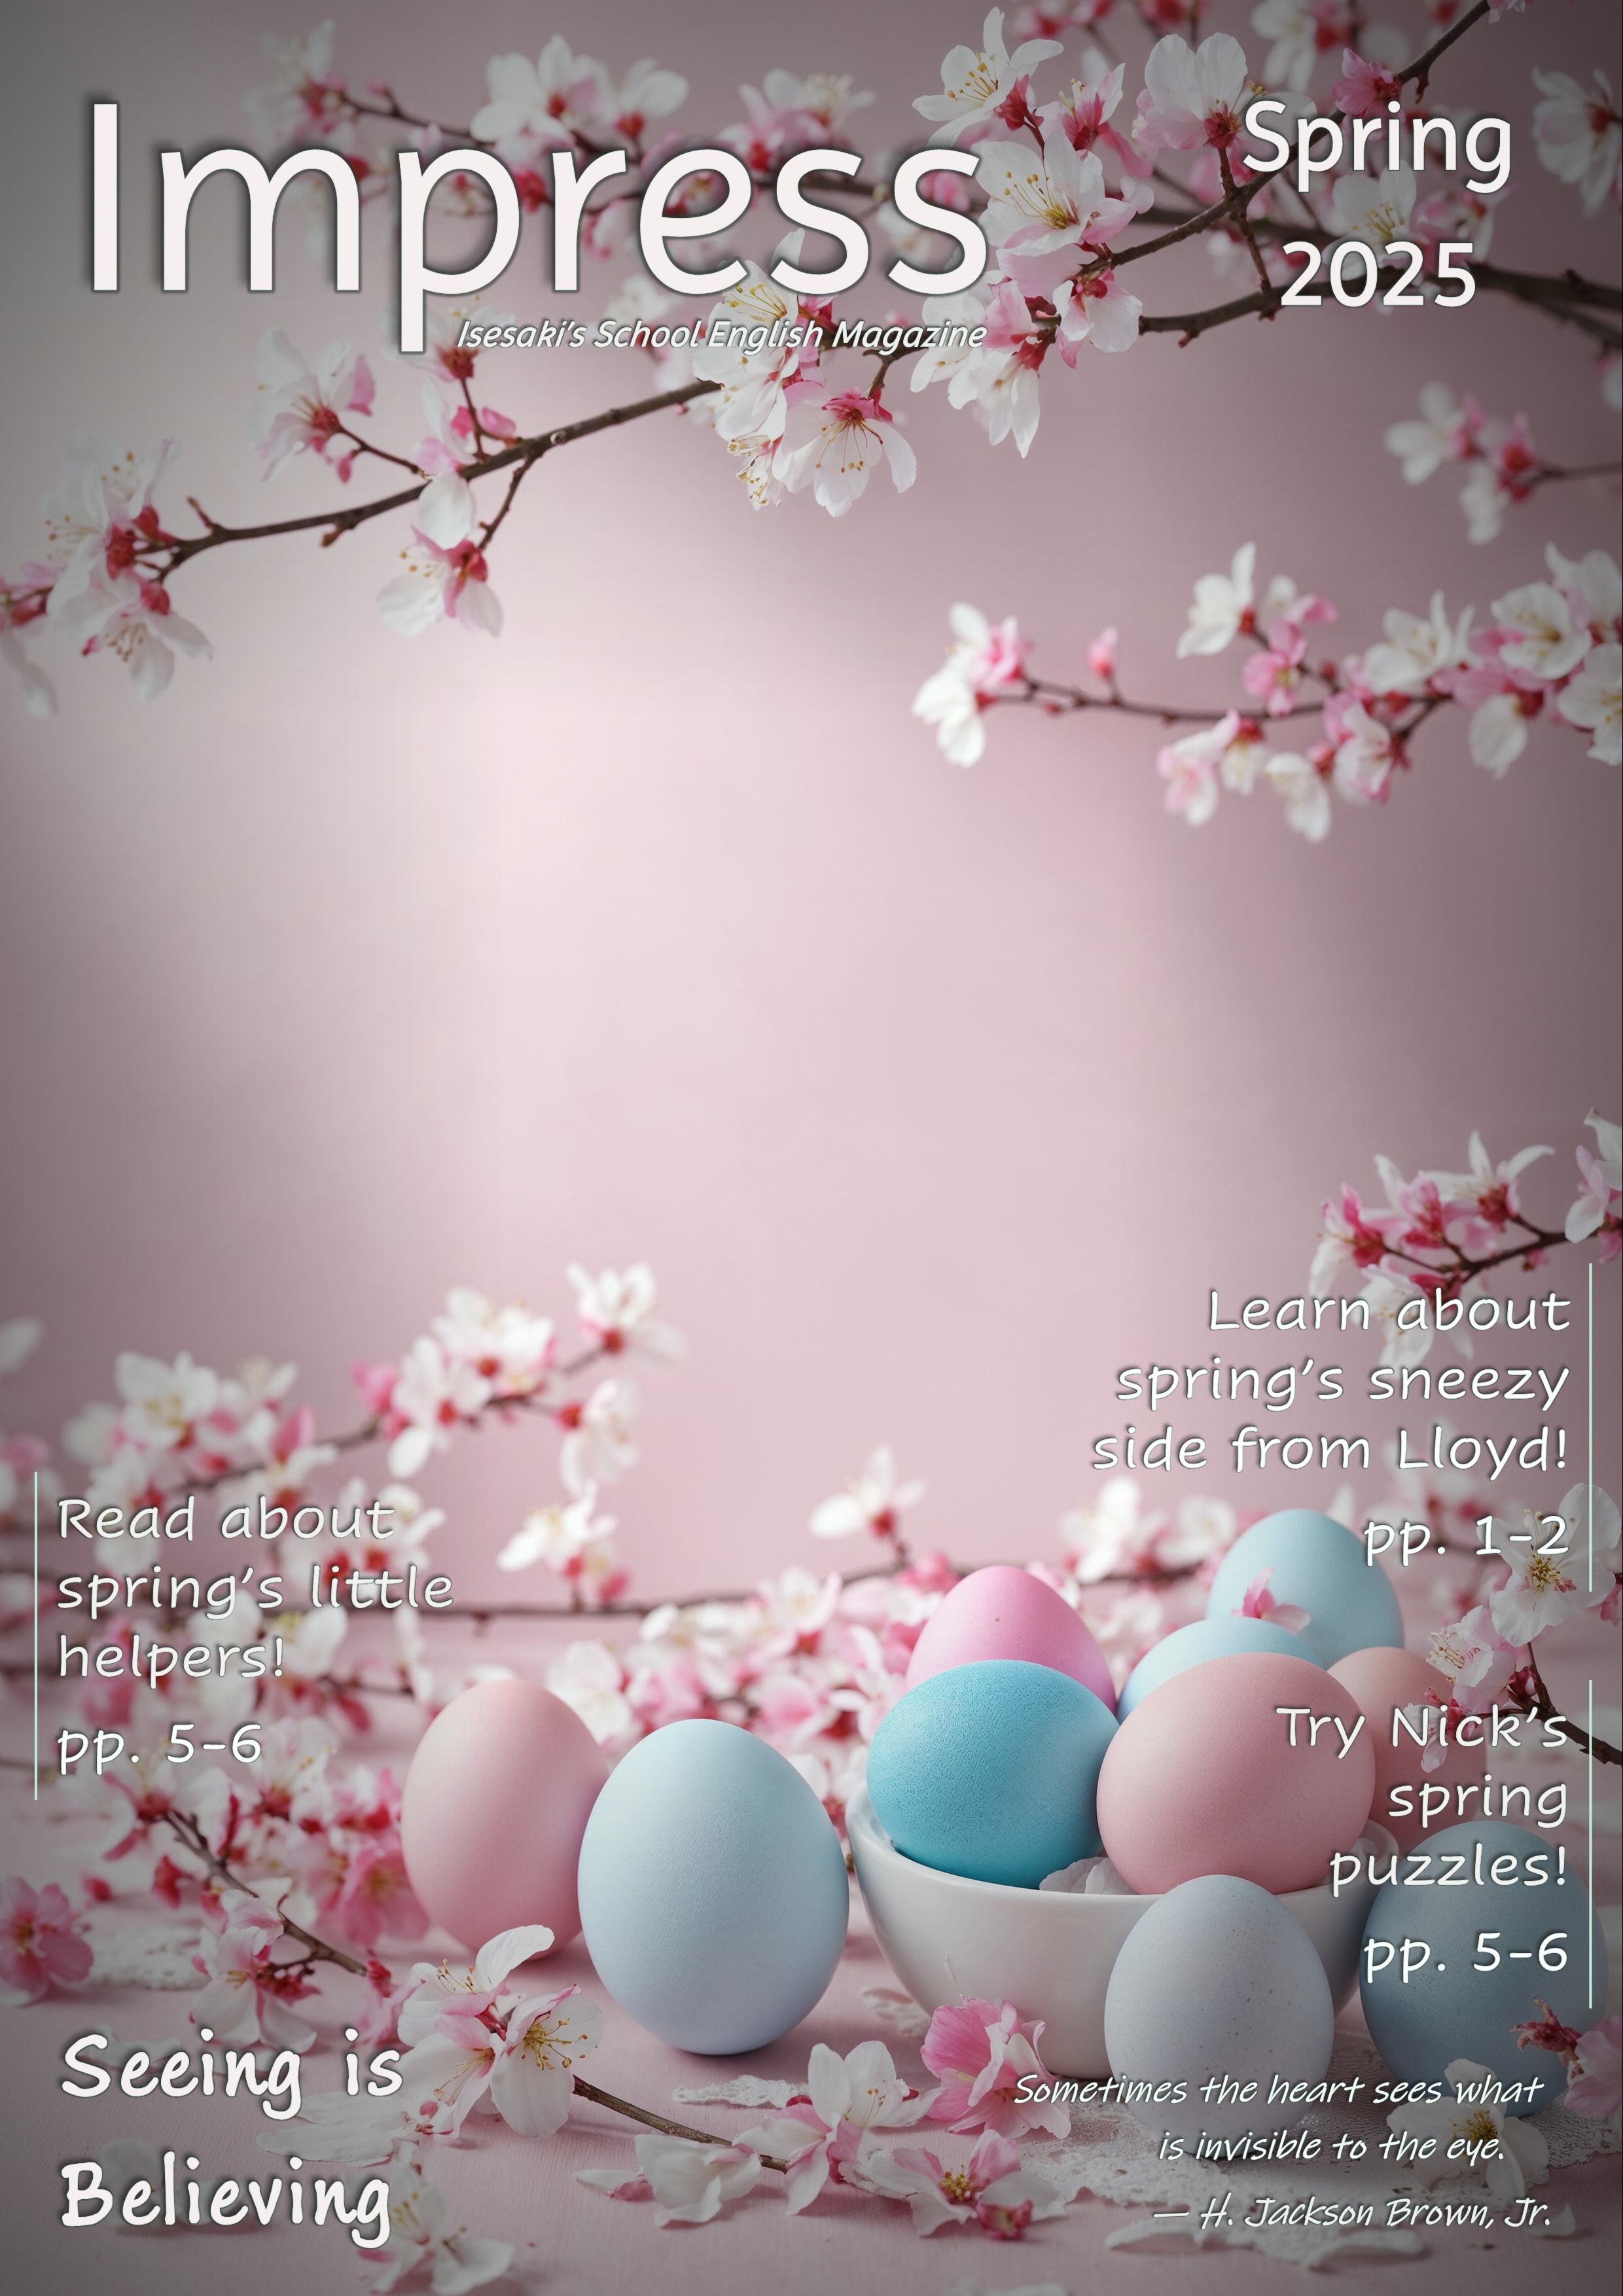 Impress
Isesaki's School English Magazine
Spring
2025
Learn about
spring's sneezy
side from Lloyd!
pp. 1-2
Read about
spring's little
helpers!
pp. 5-6
Try Nick's
spring
puzzles!
pp. 5-6
Seeing is
Believing
Sometimes the heart sees what
is invisible to the eye.
— H. Jackson Brown, Jr.